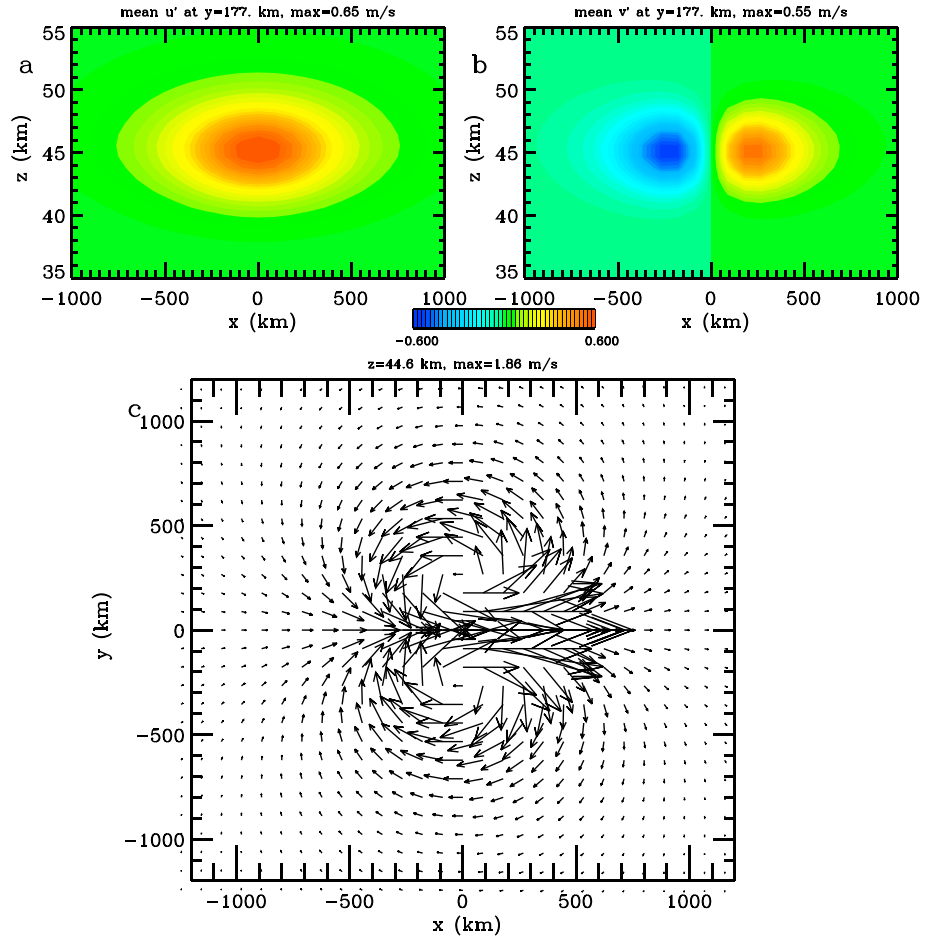 mean u' at y=177. km, max=0.65 m/s
a
z (km)
55
50
45
40
35
-1000 -500 0 500 1000
x (km)
mean v' at y=177. km, max=0.55 m/s
b
z (km)
55
50
45
40
35
-1000 -500 0 500 1000
x (km)
-0.600 0.600
z=44.6 km, max=1.86 m/s
c
y (km)
1000
500
0
-500
-1000
-1000 -500 0 500 1000
x (km)